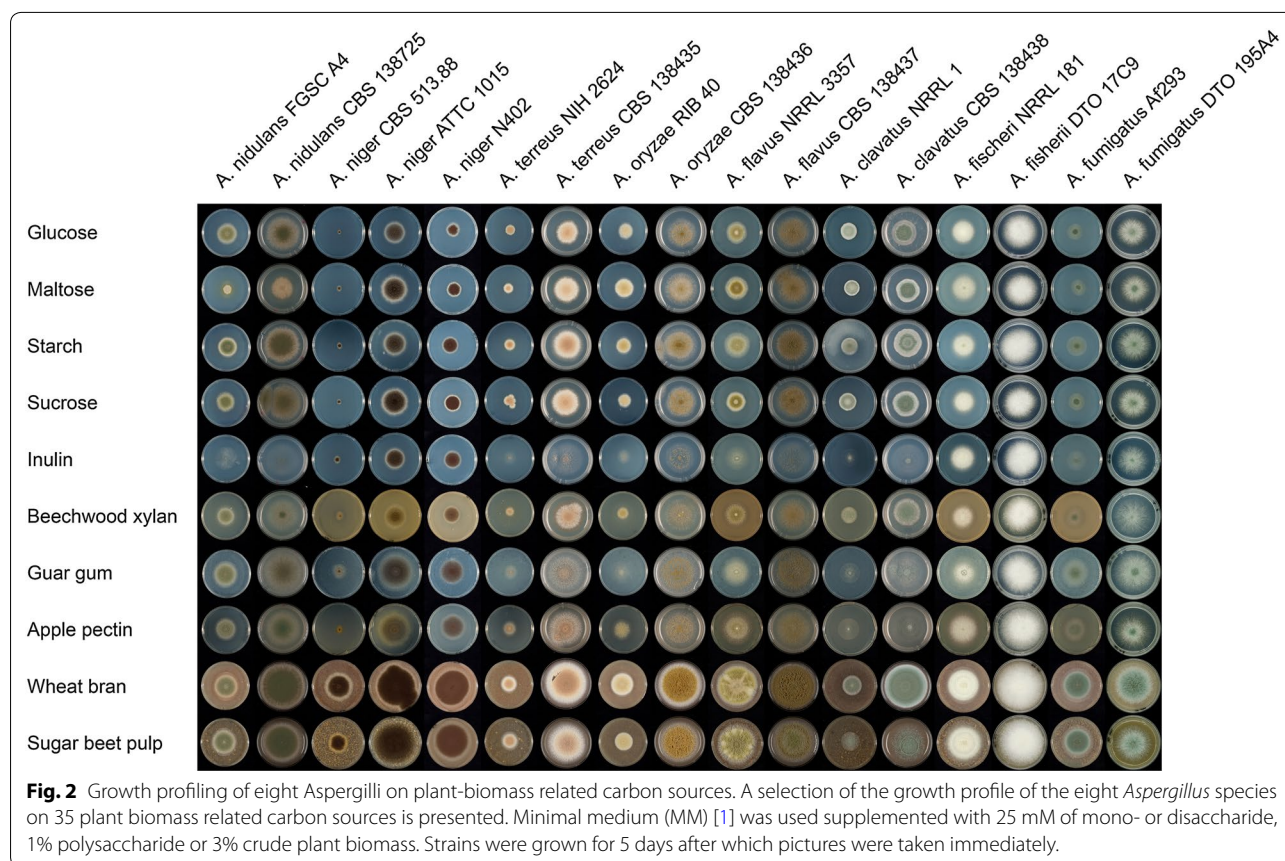 A. nidulans FGSC A4
A. nidulans CBS 138725
A. niger CBS 513.88
A. niger ATTC 1015
A. niger N402
A. terreus NIH 2624
A. terreus CBS 138435
A. oryzae RIB 40
A. oryzae CBS 138436
A. flavus NRRL 3357
A. flavus CBS 138437
A. clavatus NRRL 1
A. clavatus CBS 138438
A. fischeri NRRL 181
A. fisherii DTO 17C9
A. fumigatus Af293
A. fumigatus DTO 195A4
Glucose
Maltose
Starch
Sucrose
Inulin
Beechwood xylan
Guar gum
Apple pectin
Wheat bran
Sugar beet pulp
Fig. 2 Growth profiling of eight Aspergilli on plant-biomass related carbon sources. A selection of the growth profile of the eight Aspergillus species
on 35 plant biomass related carbon sources is presented. Minimal medium (MM) [1] was used supplemented with 25 mM of mono- or disaccharide,
1% polysaccharide or 3% crude plant biomass. Strains were grown for 5 days after which pictures were taken immediately.